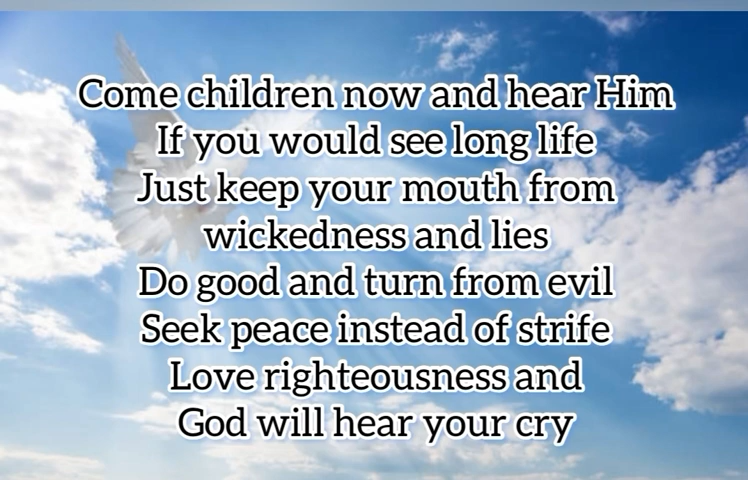 Come children now and hear Him
If you would see long life
Just keep your mouth from
wickedness and lies
Do good and turn from evil
Seek peace instead of strife
Love righteousness and
God will hear your cry